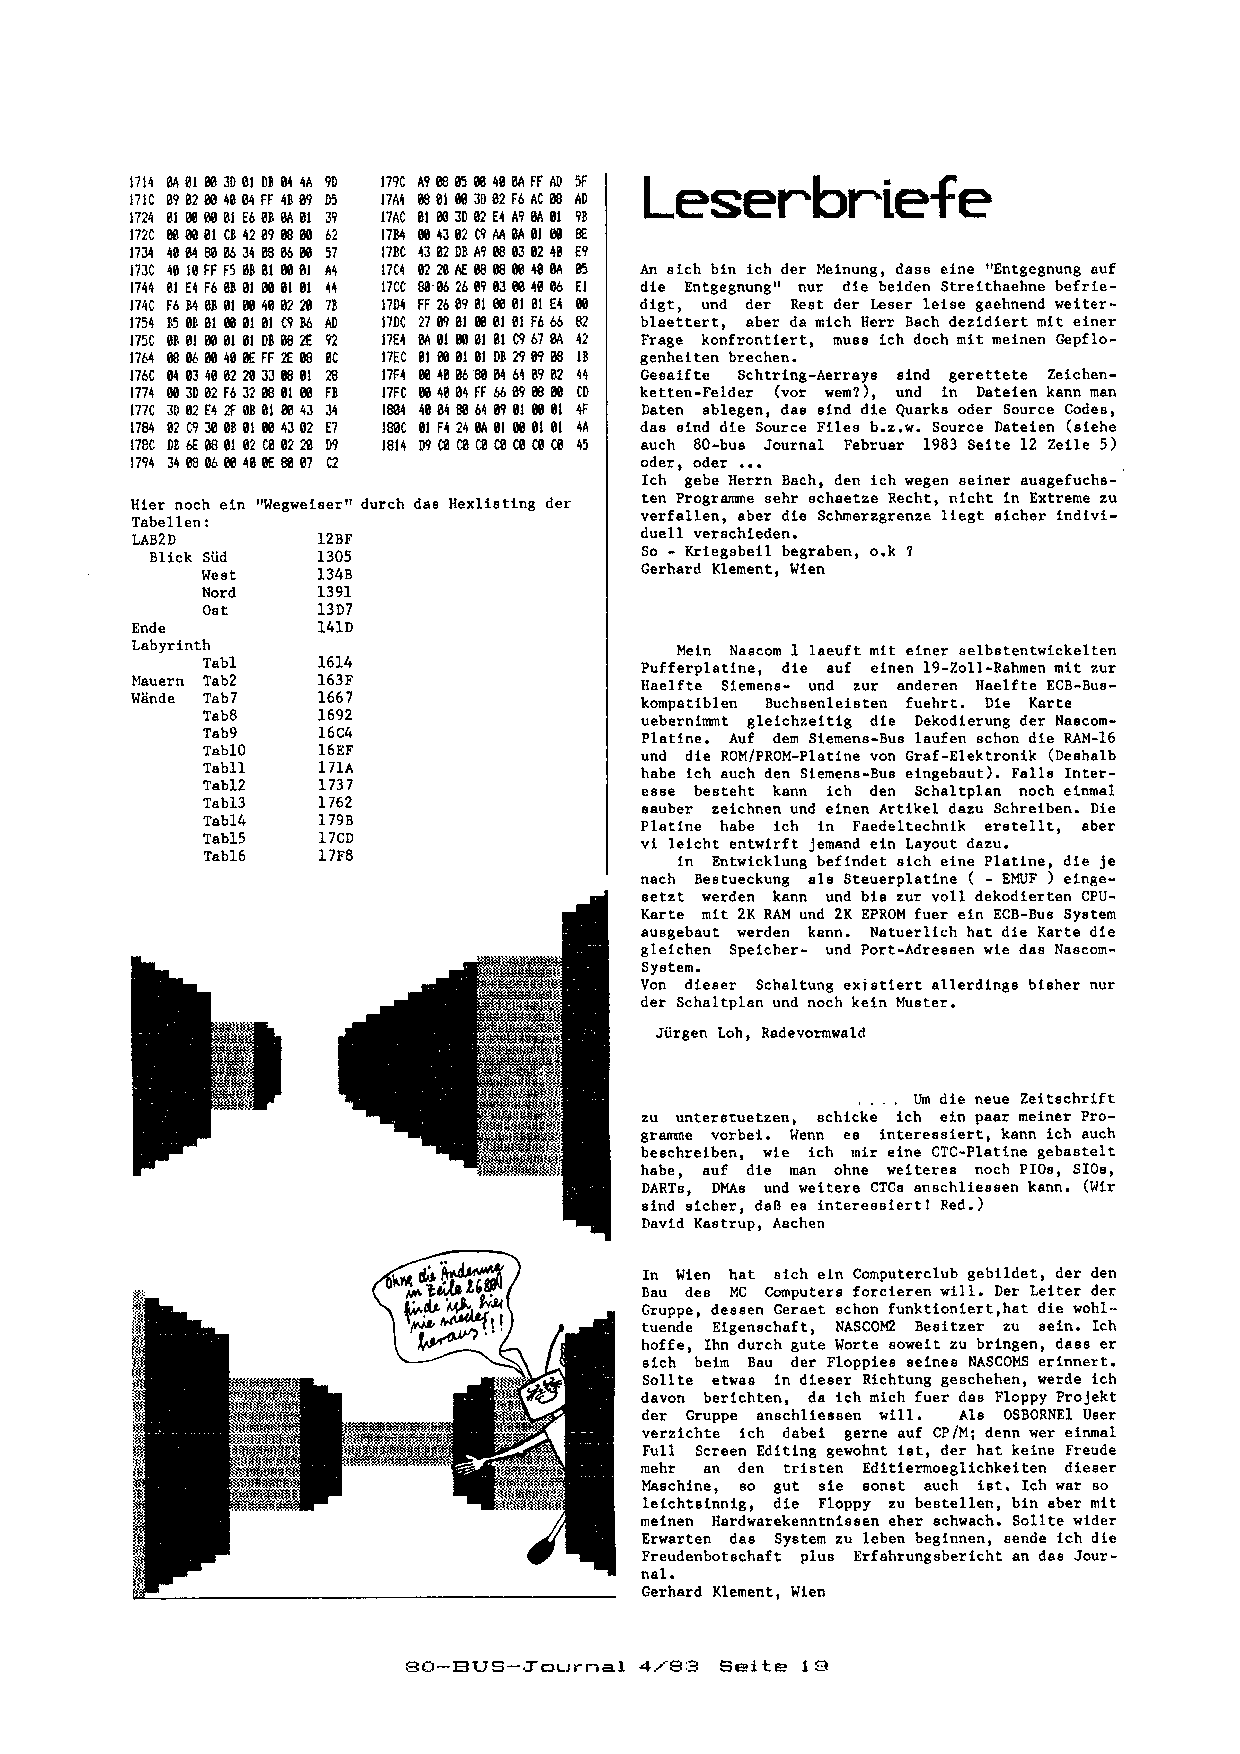 1714 0A 01 00 3D 01 DB 04 4A 9D
171C 09 02 00 40 04 FF 4B 09 D5
1724 01 00 00 01 E6 0B 0A 01 39
172C 00 00 01 CB 42 09 08 00 62
1734 40 04 80 06 34 08 06 00 57
173C 40 10 FF F5 0B 01 00 01 A4
1744 01 E4 F6 0B 01 00 01 01 44
174C F6 B4 0B 01 00 40 02 20 7B
1754 B5 0B 01 00 01 01 C9 B6 AD
175C 0B 01 00 01 01 DB 08 2E 92
1764 08 06 00 40 0E FF 2E 08 0C
176C 04 03 40 02 20 33 08 01 28
1774 00 3D 02 F6 32 08 01 00 FB
177C 3D 02 E4 2F 0B 01 00 43 34
1784 02 C9 30 0B 01 00 43 02 E7
178C DB 6E 08 01 02 C0 02 20 D9
1794 34 08 06 00 40 0E 80 07 C2
179C A9 08 05 00 40 0A FF AD 5F
17A4 08 01 00 3D 02 F6 AC 08 AD
17AC 01 00 3D 02 E4 A9 0A 01 9B
17B4 00 43 02 C9 AA 0A 01 00 8E
17BC 43 02 DB A9 08 03 02 40 E9
17C4 02 20 AE 08 08 00 40 0A 05
17CC 80 06 26 09 03 00 40 06 E1
17D4 FF 26 09 01 00 01 01 E4 00
17DC 27 09 01 00 01 01 F6 66 82
17E4 0A 01 00 01 01 C9 67 0A 42
17EC 01 00 01 01 DB 29 09 08 1B
17F4 00 40 06 80 04 64 09 02 44
17FC 00 40 04 FF 66 09 08 00 CD
1804 40 04 80 64 09 01 00 01 4F
180C 01 F4 24 0A 01 00 01 01 4A
1814 D9 C0 C0 C0 C0 C0 C0 C0 45
Hier noch ein "Wegweiser" durch das Hexlisting der
Tabellen:
LAB2D 12BF
Blick Süd 1305
West 134B
Nord 1391
Ost 13D7
Ende 141D
Labyrinth
Tab1 1614
Mauern Tab2 163F
Wände Tab7 1667
Tab8 1692
Tab9 16C4
Tab10 16EF
Tab11 171A
Tab12 1737
Tab13 1762
Tab14 179B
Tab15 17CD
Tab16 17F8
Ohne die Änderung
in Zeile 2680
finde ich hier
nie wieder
heraus!!!
Leserbriefe
An sich bin ich der Meinung, dass eine "Entgegnung auf
die Entgegnung" nur die beiden Streithaehne befrie-
digt, und der Rest der Leser leise gaehnend weiter-
blaettert, aber da mich Herr Bach dezidiert mit einer
Frage konfrontiert, muss ich doch mit meinen Gepflo-
genheiten brechen.
Gesaifte Schtring-Aerrays sind gerettete Zeichen-
ketten-Felder (vor wem?), und in Dateien kann man
Daten ablegen, das sind die Quarks oder Source Codes,
das sind die Source Files b.z.w. Source Dateien (siehe
auch 80-bus Journal Februar 1983 Seite 12 Zeile 5)
oder, oder ...
Ich gebe Herrn Bach, den ich wegen seiner ausgefuchs-
ten Programme sehr schaetze Recht, nicht in Extreme zu
verfallen, aber die Schmerzgrenze liegt sicher indivi-
duell verschieden.
So - Kriegsbeil begraben, o.k ?
Gerhard Klement, Wien
Mein Nascom 1 laeuft mit einer selbstentwickelten
Pufferplatine, die auf einen 19-Zoll-Rahmen mit zur
Haelfte Siemens- und zur anderen Haelfte ECB-Bus-
kompatiblen Buchsenleisten fuehrt. Die Karte
uebernimmt gleichzeitig die Dekodierung der Nascom-
Platine. Auf dem Siemens-Bus laufen schon die RAM-16
und die ROM/PROM-Platine von Graf-Elektronik (Deshalb
habe ich auch den Siemens-Bus eingebaut). Falls Inter-
esse besteht kann ich den Schaltplan noch einmal
sauber zeichnen und einen Artikel dazu Schreiben. Die
Platine habe ich in Faedeltechnik erstellt, aber
vi leicht entwirft jemand ein Layout dazu.
in Entwicklung befindet sich eine Platine, die je
nach Bestueckung als Steuerplatine ( - EMUF ) einge-
setzt werden kann und bis zur voll dekodierten CPU-
Karte mit 2K RAM und 2K EPROM fuer ein ECB-Bus System
ausgebaut werden kann. Natuerlich hat die Karte die
gleichen Speicher- und Port-Adressen wie das Nascom-
System.
Von dieser Schaltung existiert allerdings bisher nur
der Schaltplan und noch kein Muster.
Jürgen Loh, Radevormwald
.... Um die neue Zeitschrift
zu unterstuetzen, schicke ich ein paar meiner Pro-
gramme vorbei. Wenn es interessiert, kann ich auch
beschreiben, wie ich mir eine CTC-Platine gebastelt
habe, auf die man ohne weiteres noch PIOs, SIOs,
DARTs, DMAs und weitere CTCs anschliessen kann. (Wir
sind sicher, daß es interessiert! Red.)
David Kastrup, Aachen
In Wien hat sich ein Computerclub gebildet, der den
Bau des MC Computers forcieren will. Der Leiter der
Gruppe, dessen Geraet schon funktioniert,hat die wohl-
tuende Eigenschaft, NASCOM2 Besitzer zu sein. Ich
hoffe, Ihn durch gute Worte soweit zu bringen, dass er
sich beim Bau der Floppies seines NASCOMS erinnert.
Sollte etwas in dieser Richtung geschehen, werde ich
davon berichten, da ich mich fuer das Floppy Projekt
der Gruppe anschliessen will. Als OSBORNE1 User
verzichte ich dabei gerne auf CP/M; denn wer einmal
Full Screen Editing gewohnt ist, der hat keine Freude
mehr an den tristen Editiermoeglichkeiten dieser
Maschine, so gut sie sonst auch ist. Ich war so
leichtsinnig, die Floppy zu bestellen, bin aber mit
meinen Hardwarekenntnissen eher schwach. Sollte wider
Erwarten das System zu leben beginnen, sende ich die
Freudenbotschaft plus Erfahrungsbericht an das Jour-
nal.
Gerhard Klement, Wien
80-BUS-Journal 4/83 Seite 19